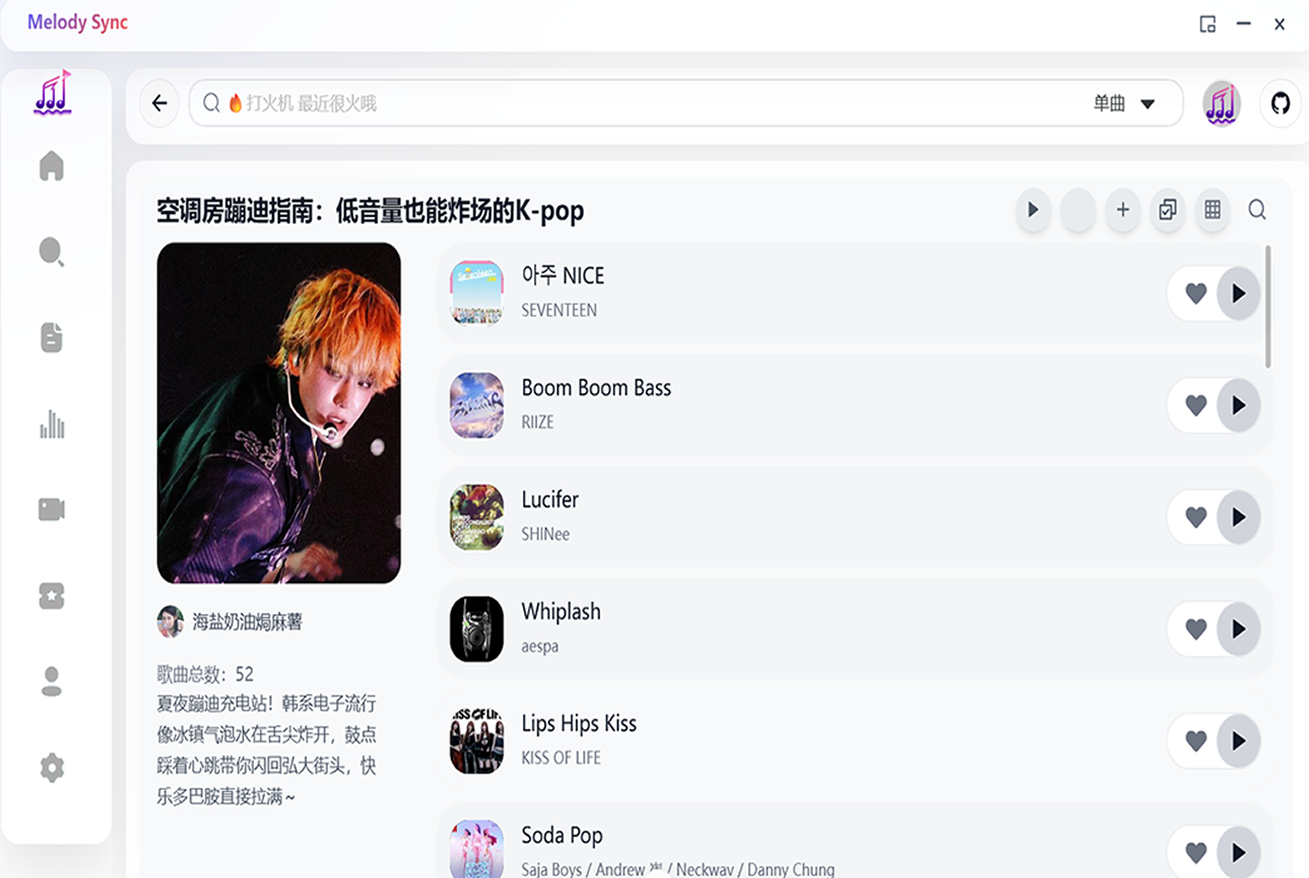 Melody Sync
打火机 最近很火哦
单曲
空调房蹦迪指南：低音量也能炸场的K-pop
아주 NICE
SEVENTEEN
Boom Boom Bass
RIIZE
Lucifer
SHINee
Whiplash
aespa
Lips Hips Kiss
KISS OF LIFE
Soda Pop
Saja Boys / Andrew / Neckwav / Danny Chung
海盐奶油焗麻薯
歌曲总数：52
夏夜蹦迪充电站！韩系电子流行
像冰镇气泡水在舌尖炸开，鼓点
踩着心跳带你闪回弘大街头，快
乐多巴胺直接拉满~